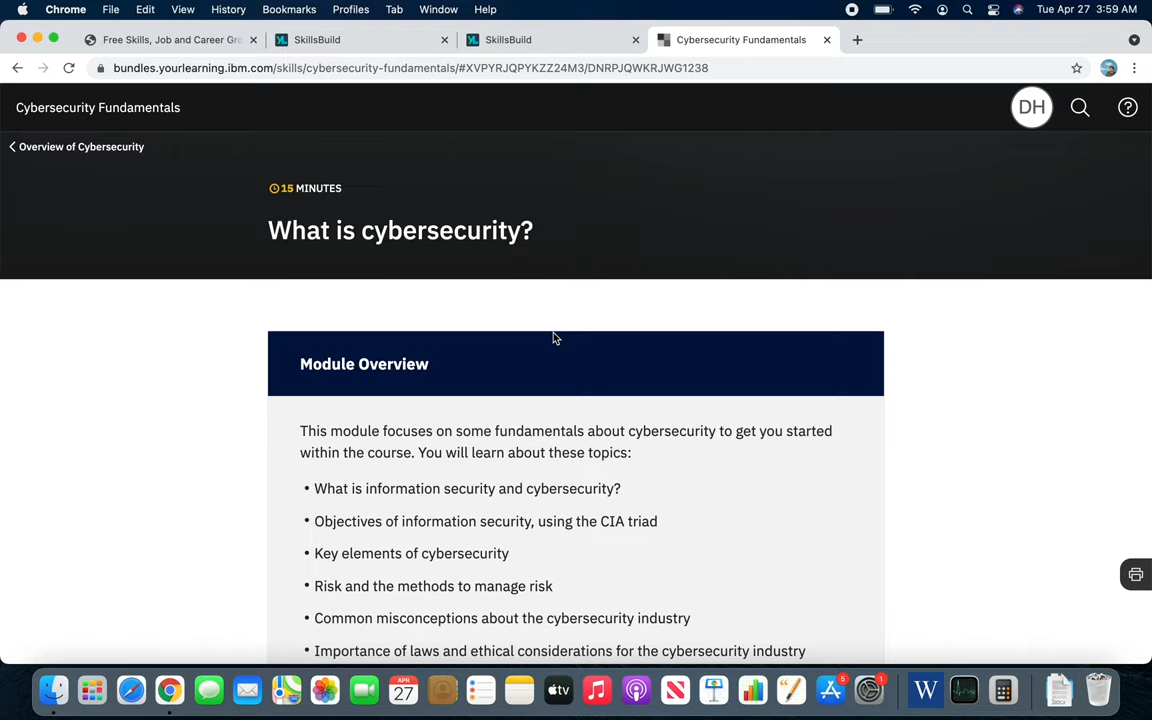 Chrome File Edit View History Bookmarks Profiles Tab Window Help Tue Apr 27 3:59 AM
Free Skills, Job and Career Gro
SkillsBuild
SkillsBuild
Cybersecurity Fundamentals
bundles.yourlearning.ibm.com/skills/cybersecurity-fundamentals/#XVPYRJQPYKZZ24M3/DNRPJQWKRJWG1238
Cybersecurity Fundamentals
DH
Overview of Cybersecurity
15 MINUTES
What is cybersecurity?
Module Overview
This module focuses on some fundamentals about cybersecurity to get you started
within the course. You will learn about these topics:
• What is information security and cybersecurity?
• Objectives of information security, using the CIA triad
• Key elements of cybersecurity
• Risk and the methods to manage risk
• Common misconceptions about the cybersecurity industry
• Importance of laws and ethical considerations for the cybersecurity industry
APR
27
tv
5
1
W